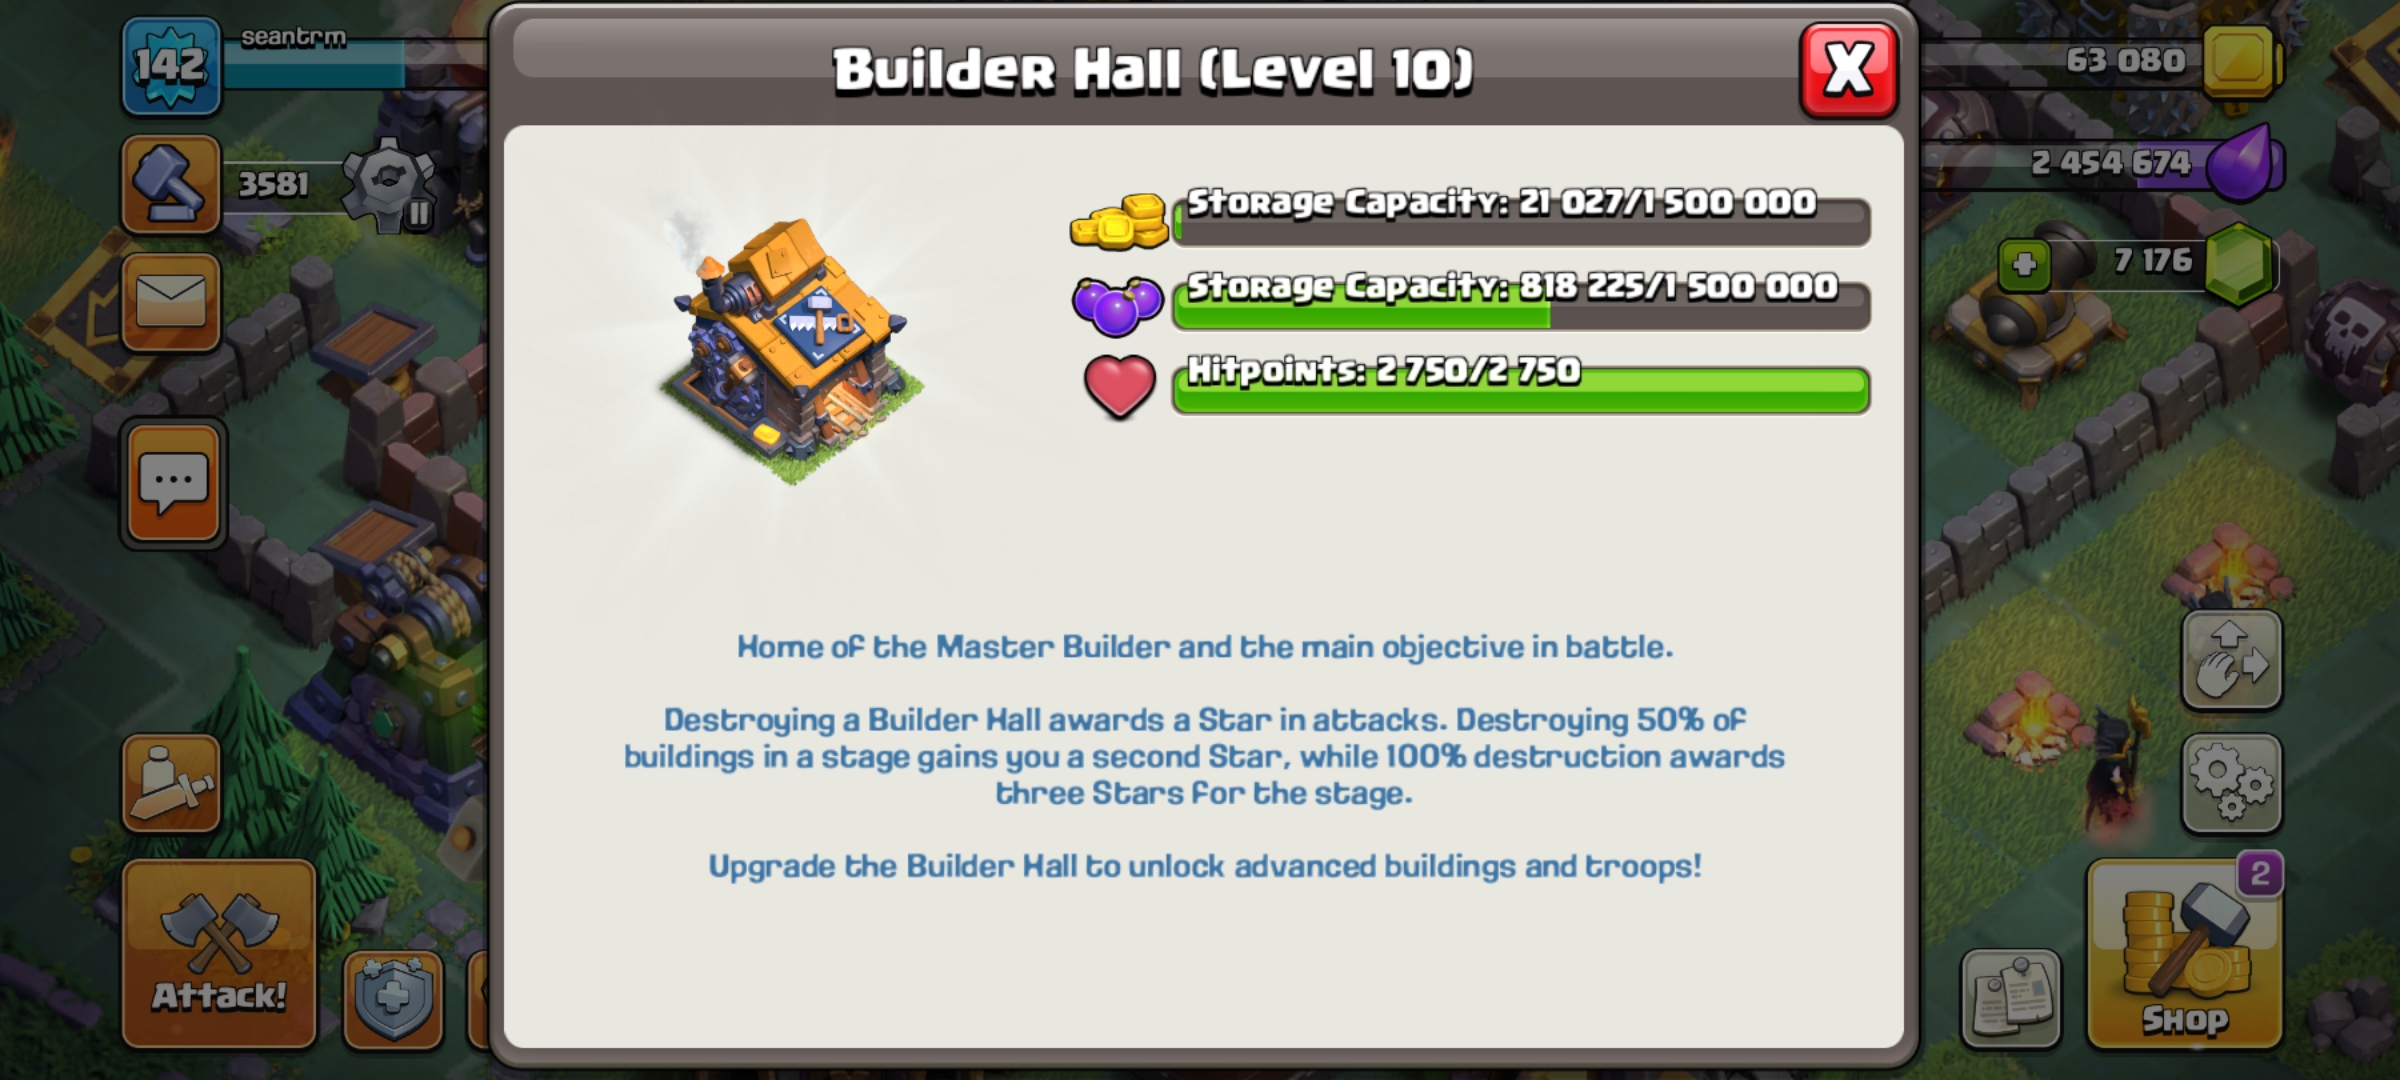 142
seantrm
Builder Hall (Level 10)
X
63 080
3581
2 454 674
7 176
Storage Capacity: 21 027/1 500 000
Storage Capacity: 818 225/1 500 000
Hitpoints: 2 750/2 750
Home of the Master Builder and the main objective in battle.
Destroying a Builder Hall awards a Star in attacks. Destroying 50% of
buildings in a stage gains you a second Star, while 100% destruction awards
three Stars for the stage.
Upgrade the Builder Hall to unlock advanced buildings and troops!
Attack!
2
Shop